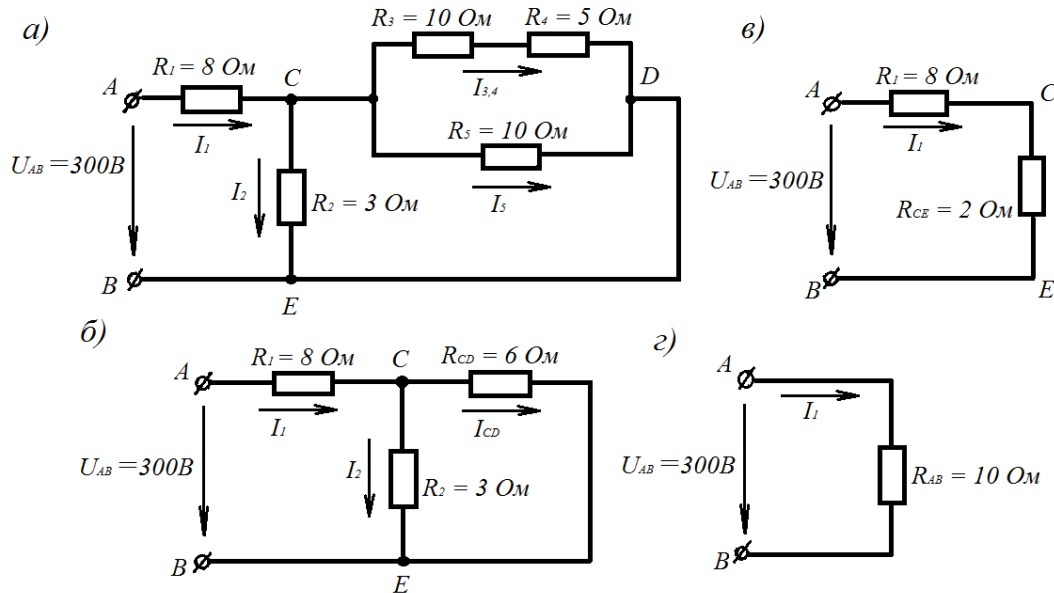 а)
R3 = 10 Ом
R4 = 5 Ом
I3,4
R1 = 8 Ом
A
C
D
I1
R5 = 10 Ом
I5
UAB =300В
I2
R2 = 3 Ом
B
E
в)
R1 = 8 Ом
A
C
I1
UAB =300В
RCE = 2 Ом
B
E
б)
R1 = 8 Ом
A
C
RCD = 6 Ом
I1
ICD
UAB =300В
I2
R2 = 3 Ом
B
E
г)
A
I1
UAB =300В
RAB = 10 Ом
B